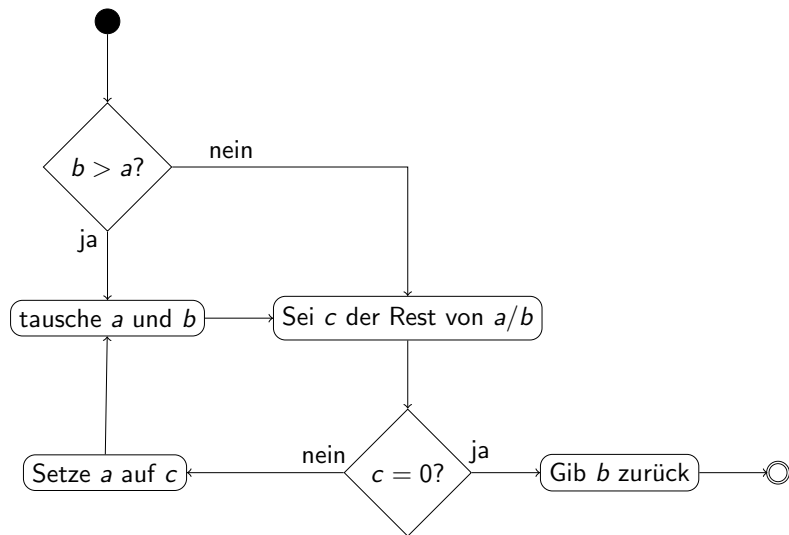 b > a?
nein
ja
tausche a und b
Sei c der Rest von a/b
nein
c = 0?
ja
Setze a auf c
Gib b zurück